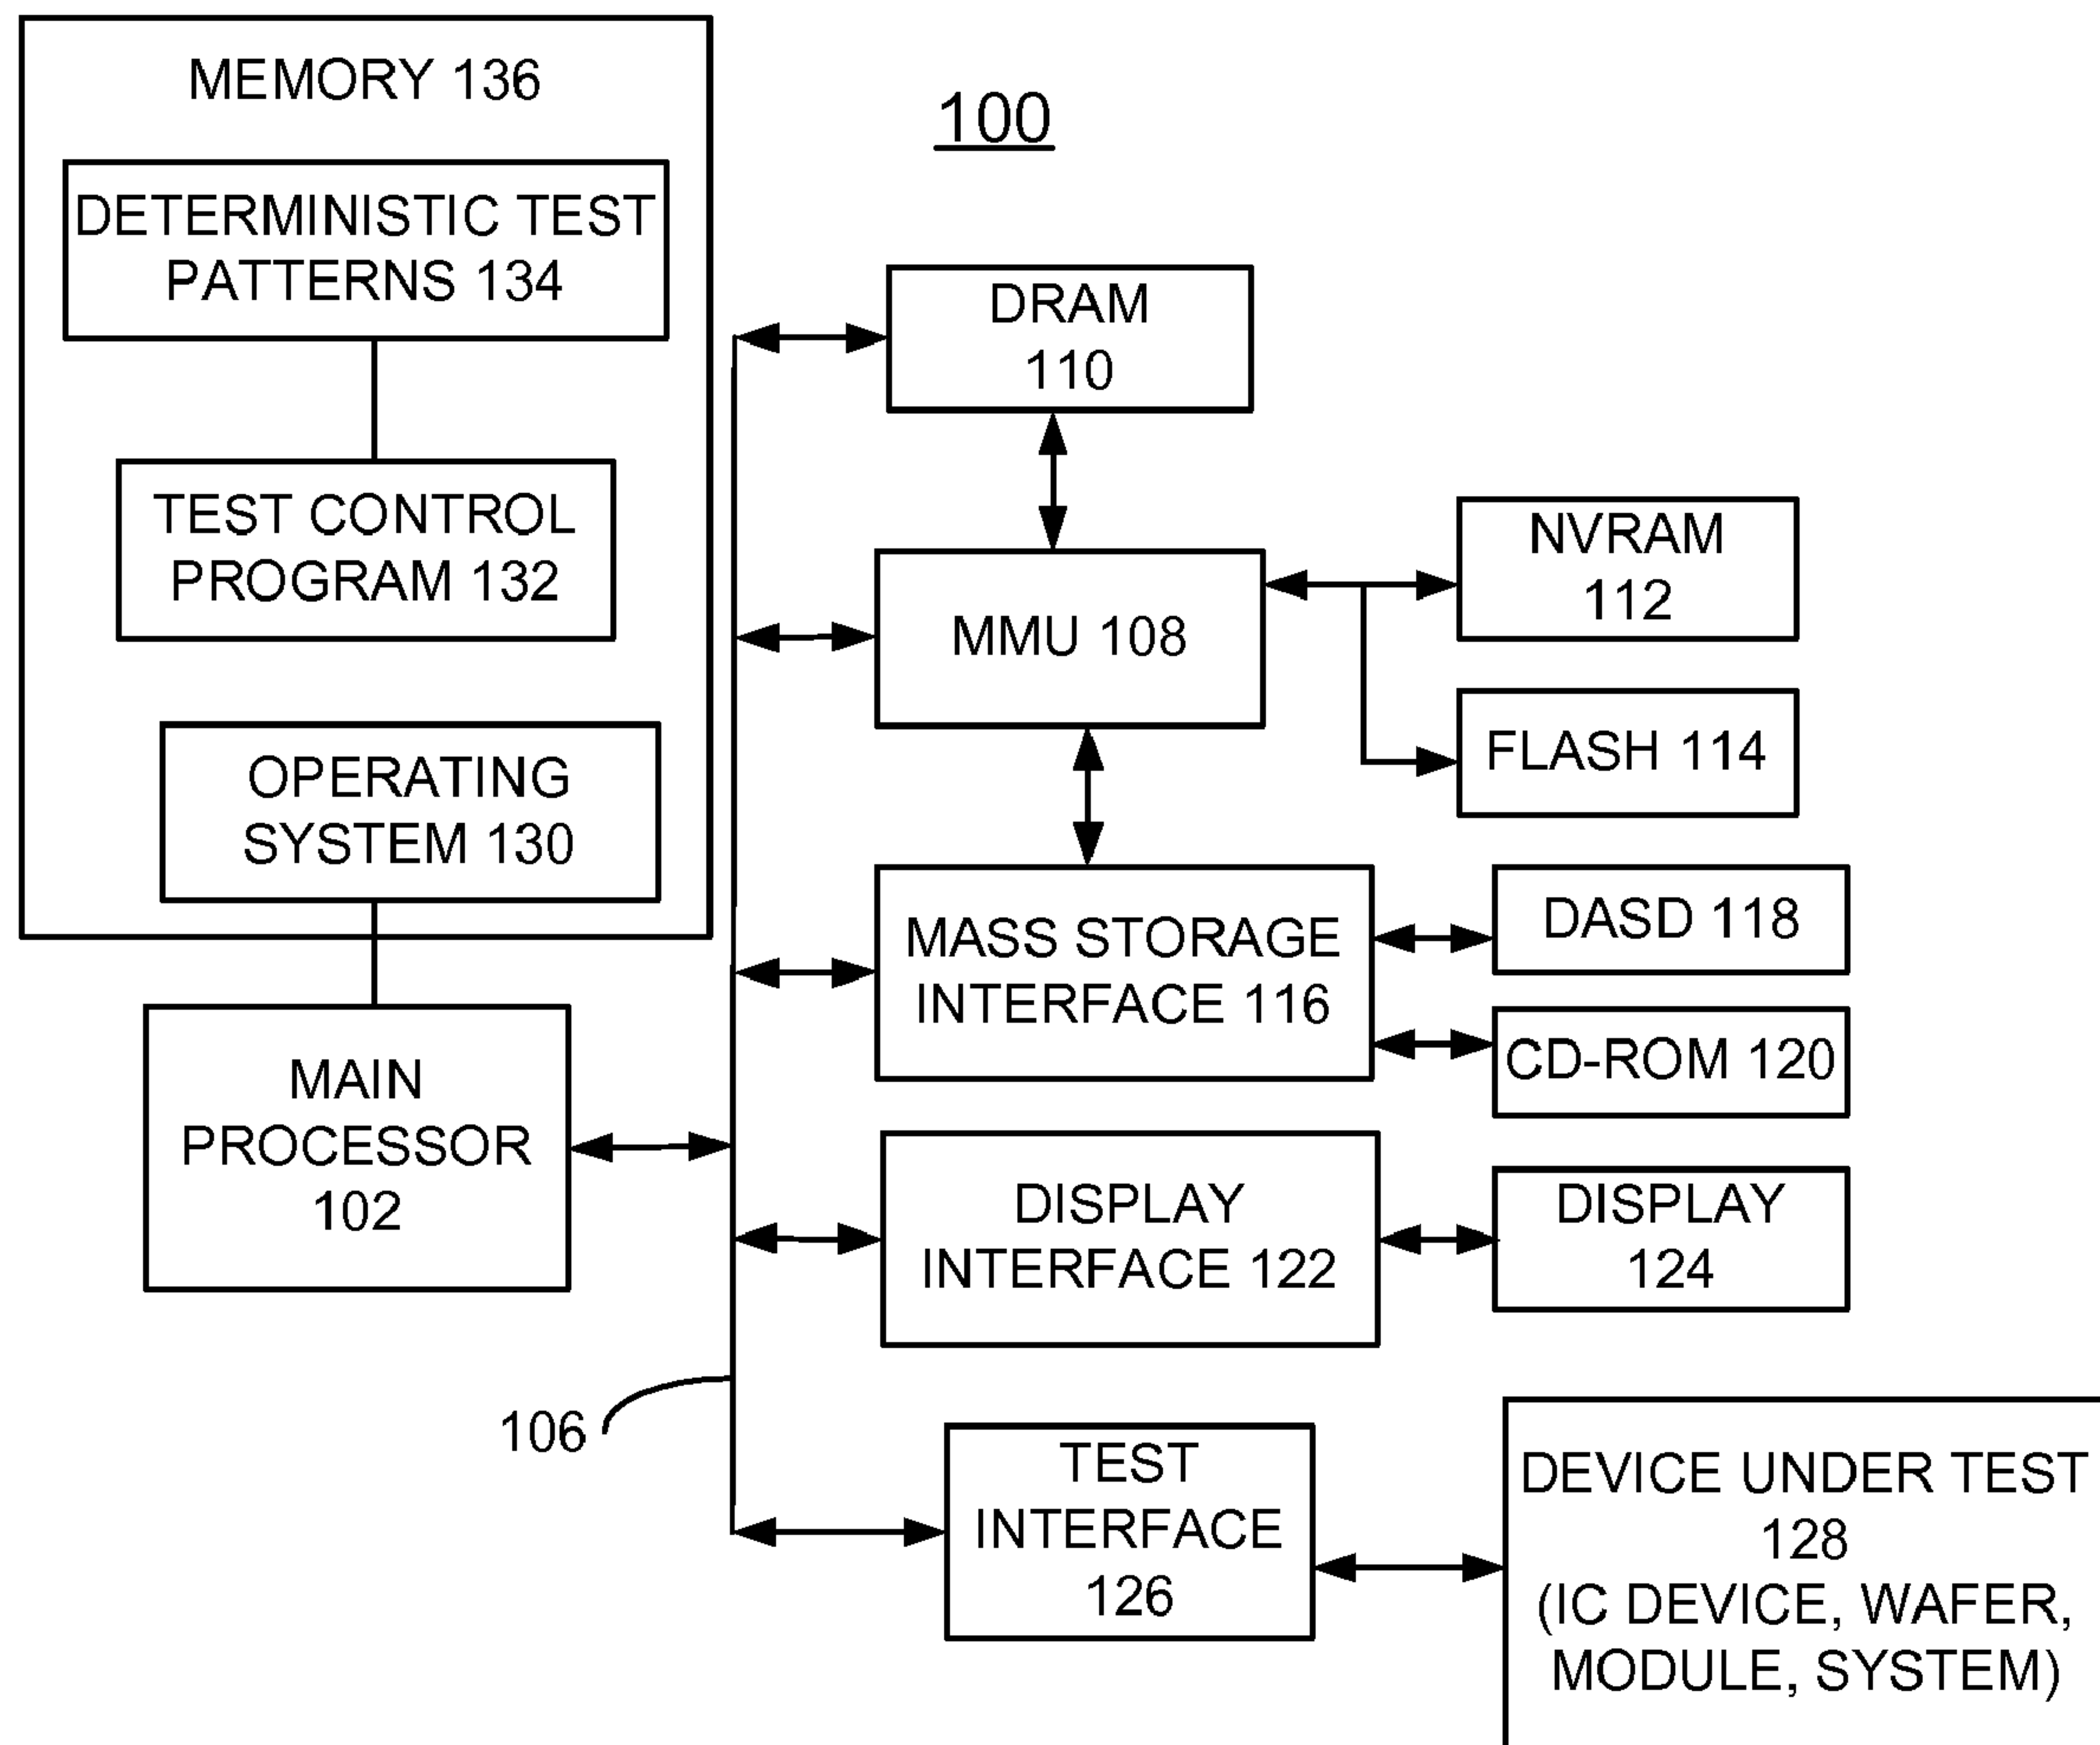 MEMORY 136
DETERMINISTIC TEST
PATTERNS 134
TEST CONTROL
PROGRAM 132
OPERATING
SYSTEM 130
MAIN
PROCESSOR
102
106
100
DRAM
110
MMU 108
NVRAM
112
FLASH 114
MASS STORAGE
INTERFACE 116
DASD 118
CD-ROM 120
DISPLAY
INTERFACE 122
DISPLAY
124
TEST
INTERFACE
126
DEVICE UNDER TEST
128
(IC DEVICE, WAFER,
MODULE, SYSTEM)